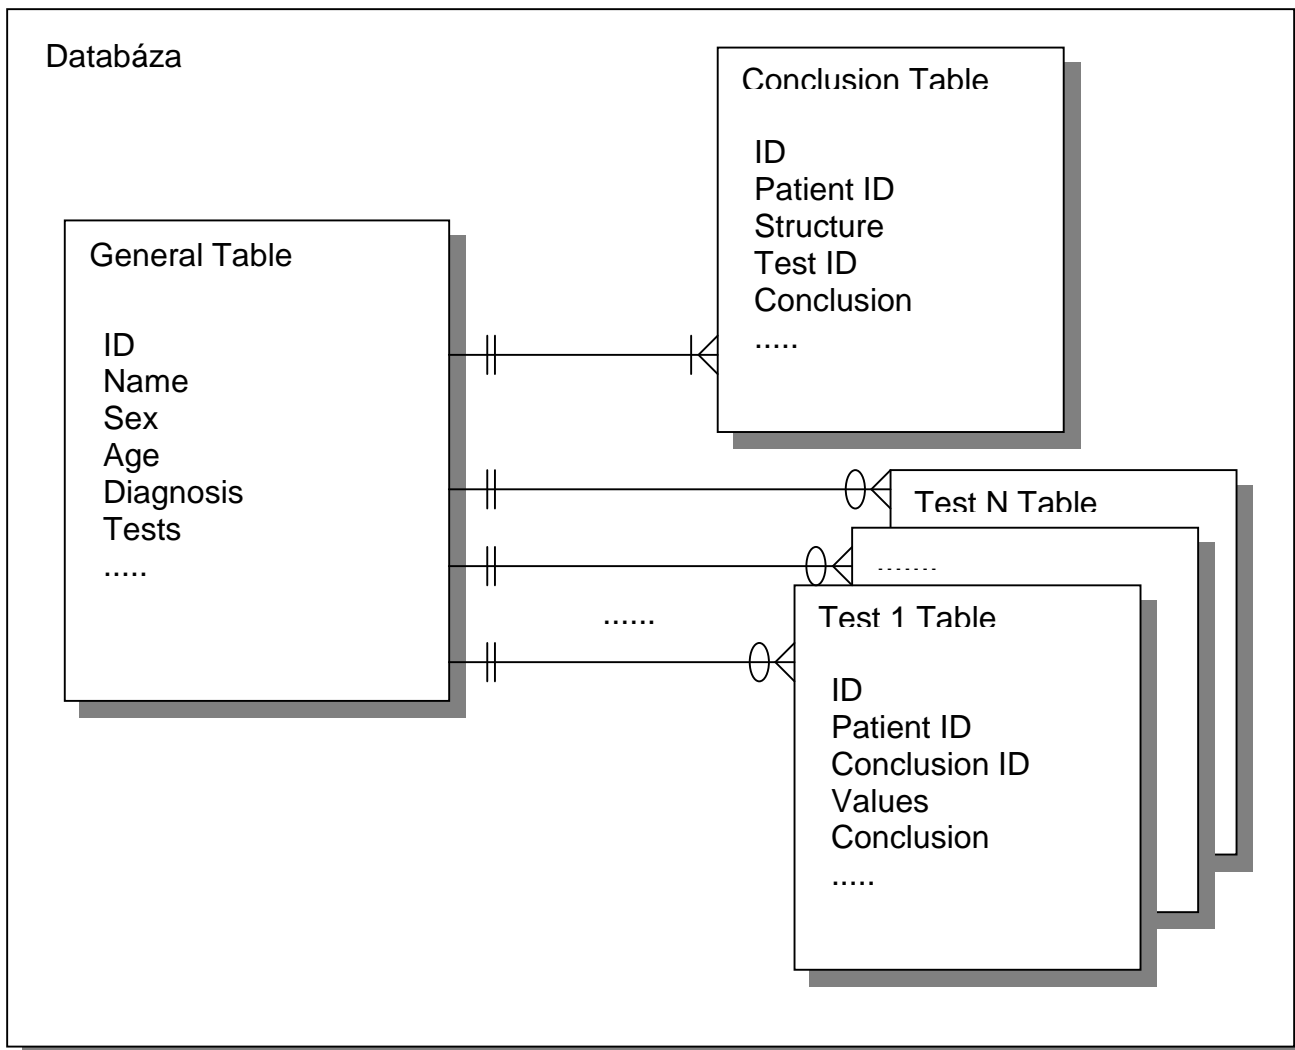 Databáza
Conclusion Table
ID
Patient ID
Structure
Test ID
Conclusion
.....
General Table
ID
Name
Sex
Age
Diagnosis
Tests
.....
Test N Table
.......
......
Test 1 Table
ID
Patient ID
Conclusion ID
Values
Conclusion
.....